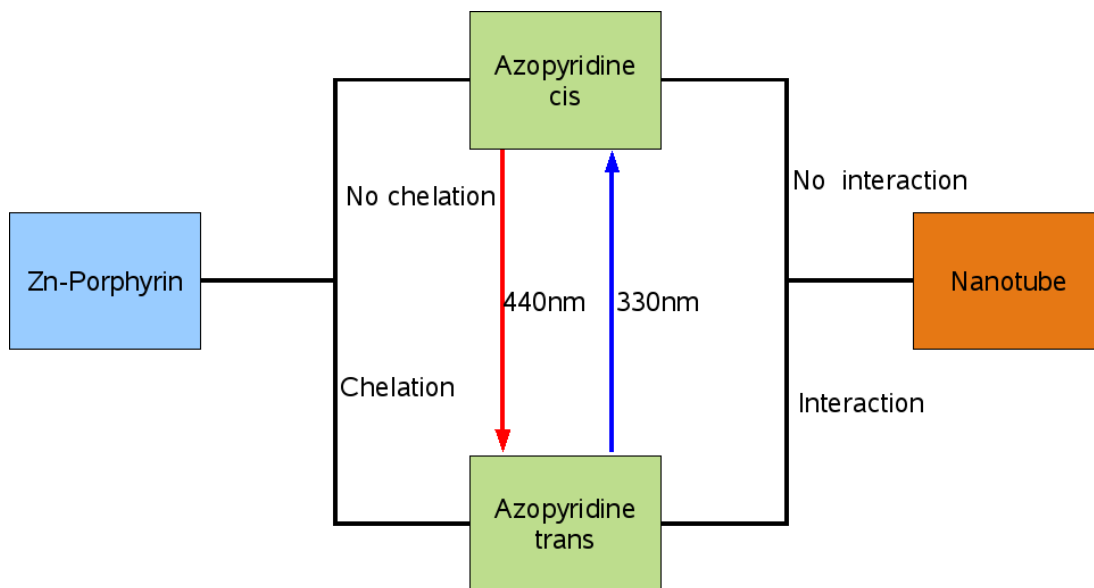 Azopyridine
cis
No chelation
No  interaction
Zn-Porphyrin
440nm
330nm
Nanotube
Chelation
Interaction
Azopyridine
trans